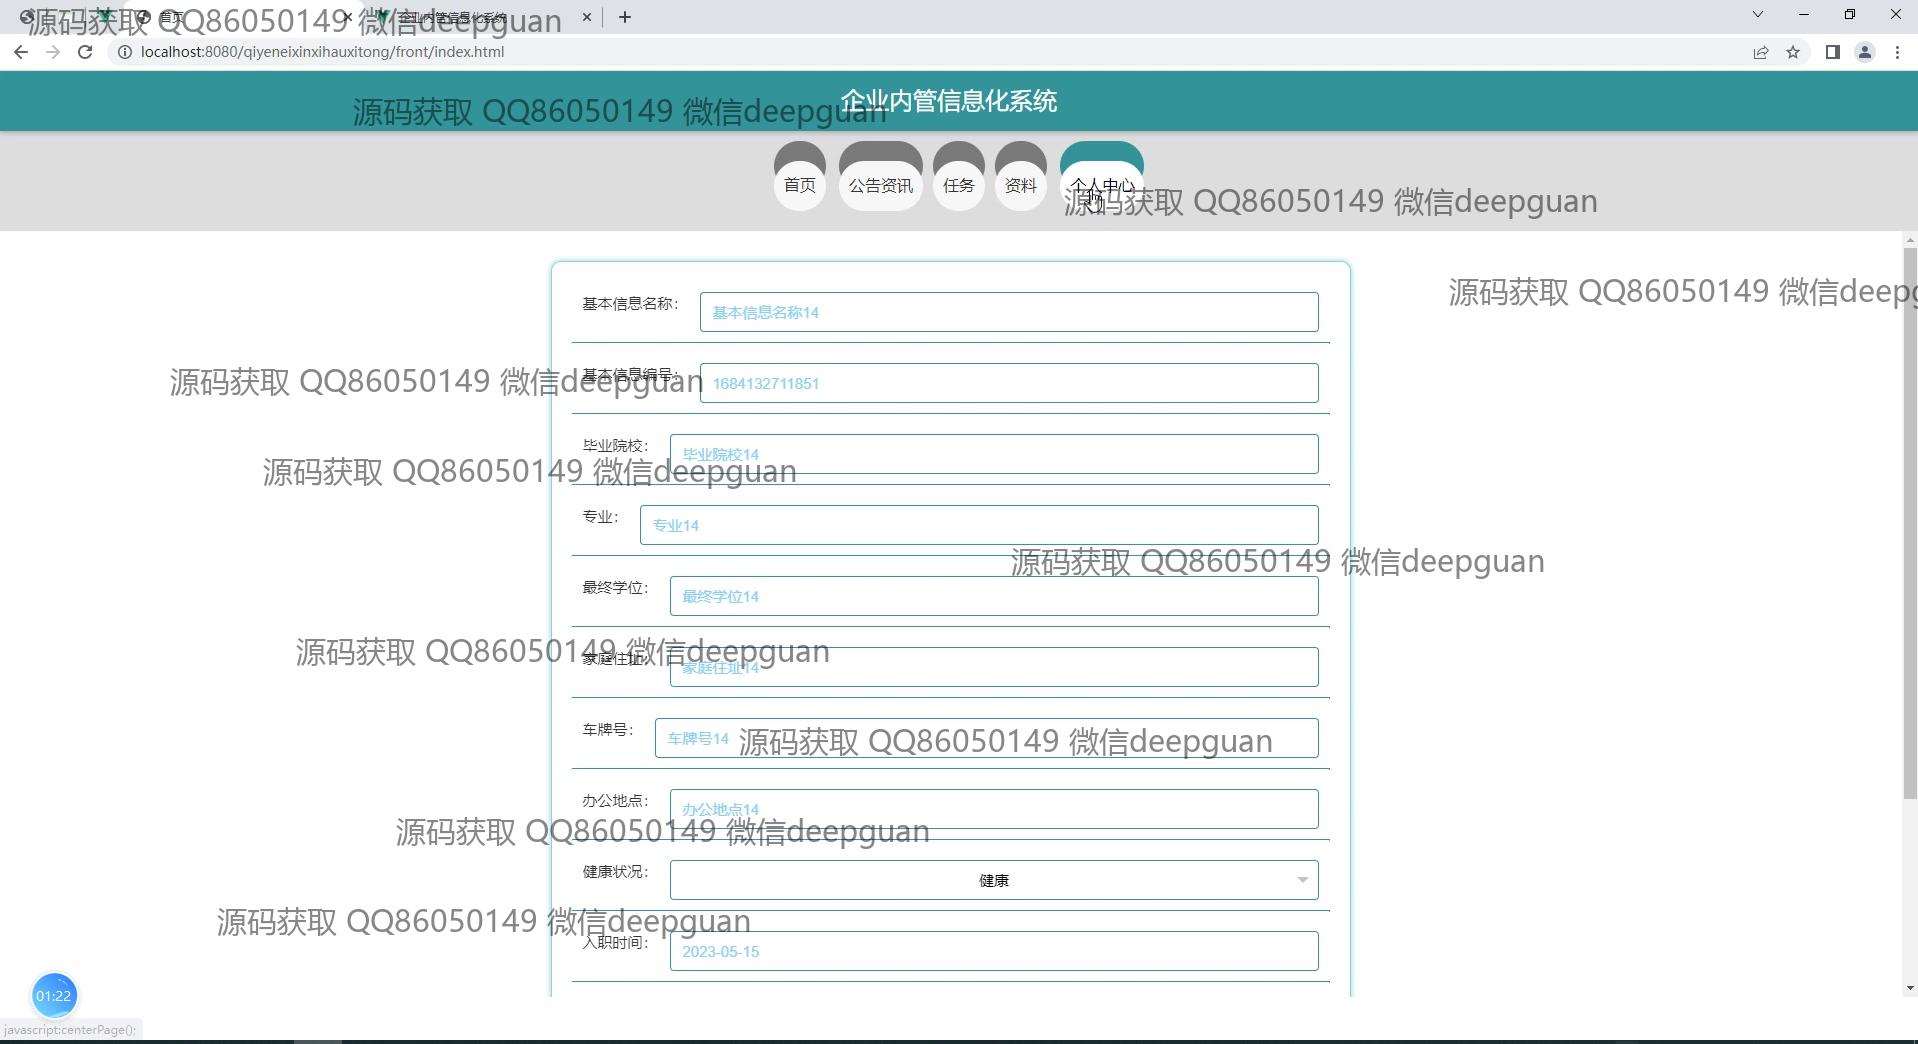 首页
企业内管信息化系统
源码获取 QQ86050149 微信deepguan
localhost:8080/qiyeneixinxihauxitong/front/index.html
企业内管信息化系统
源码获取 QQ86050149 微信deepguan
首页 公告资讯 任务 资料 个人中心
源码获取 QQ86050149 微信deepguan
源码获取 QQ86050149 微信deepg
基本信息名称： 基本信息名称14
基本信息编号： 1684132711851
源码获取 QQ86050149 微信deepguan
毕业院校： 毕业院校14
源码获取 QQ86050149 微信deepguan
专业： 专业14
源码获取 QQ86050149 微信deepguan
最终学位： 最终学位14
家庭住址： 家庭住址14
源码获取 QQ86050149 微信deepguan
车牌号： 车牌号14
源码获取 QQ86050149 微信deepguan
办公地点： 办公地点14
源码获取 QQ86050149 微信deepguan
健康状况： 健康
源码获取 QQ86050149 微信deepguan
入职时间： 2023-05-15
01:22
javascript:centerPage();